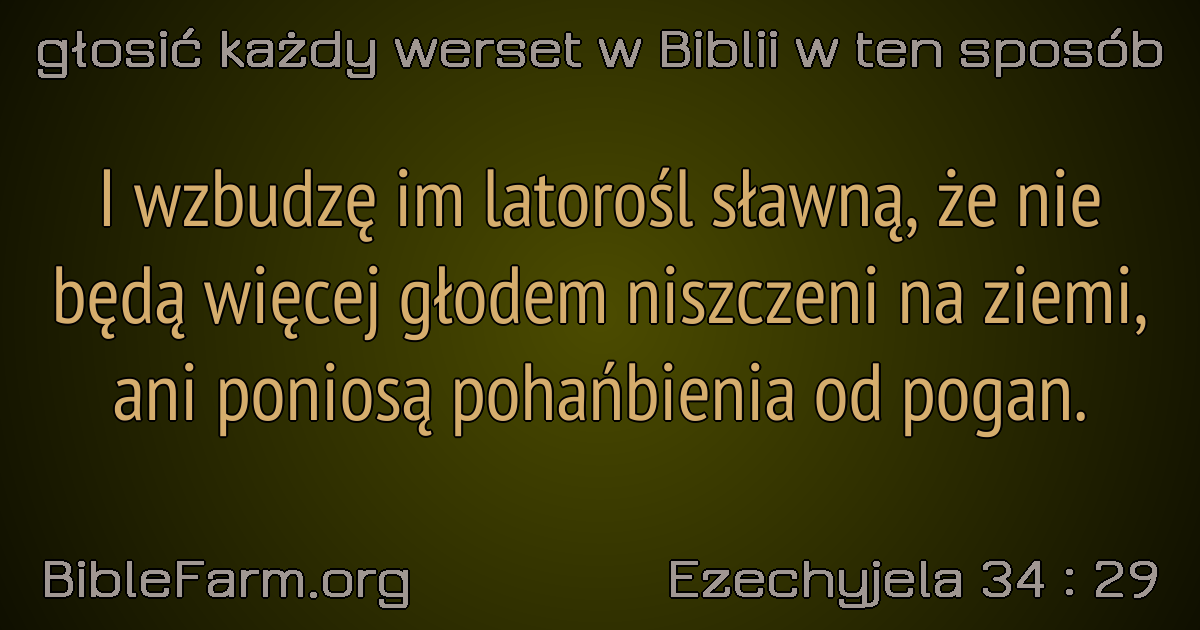 głosić każdy werset w Biblii w ten sposób
I wzbudzę im latorośl sławną, że nie
będą więcej głodem niszczeni na ziemi,
ani poniosą pohańbienia od pogan.
BibleFarm.org
Ezechyjela 34 : 29